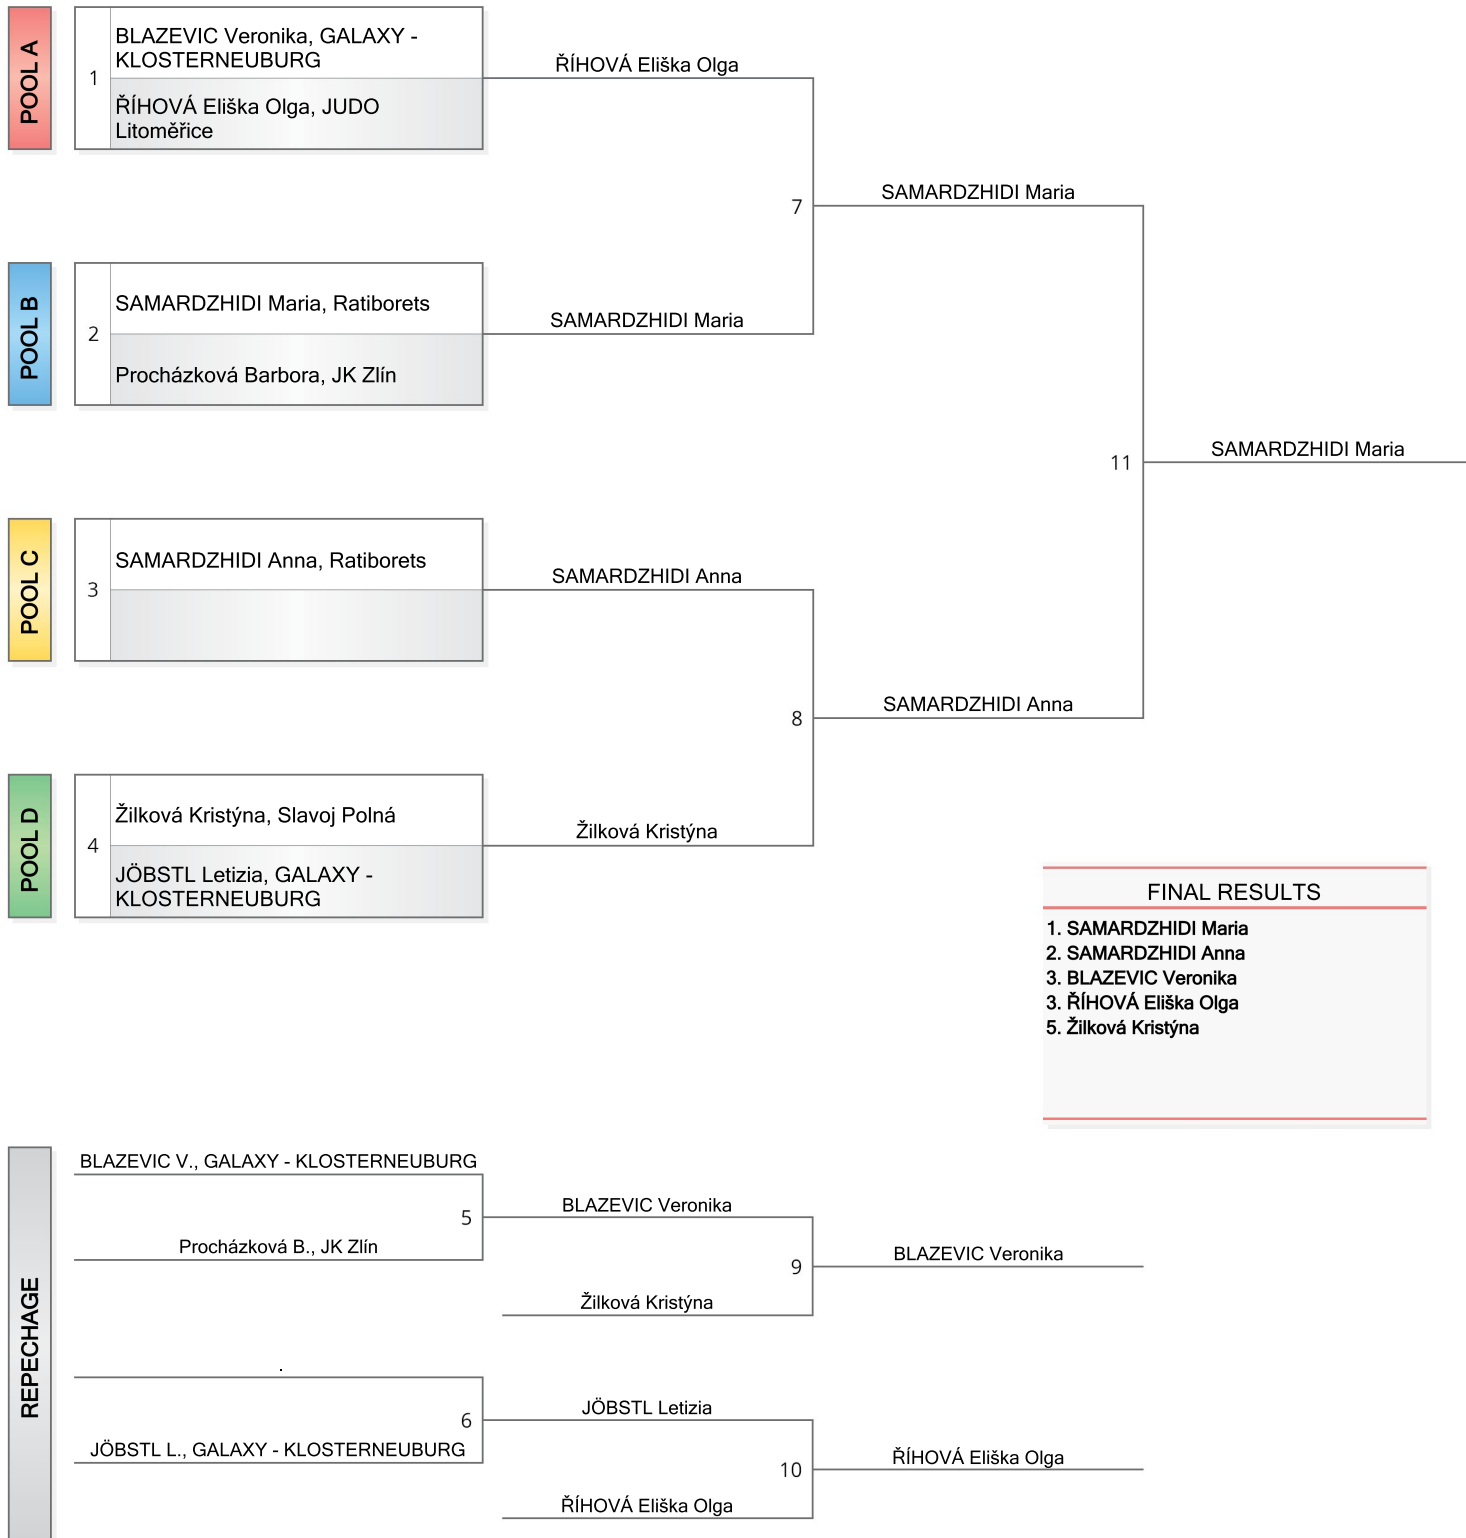 POOL A
1
BLAZEVIC Veronika, GALAXY -
KLOSTERNEUBURG
ŘÍHOVÁ Eliška Olga, JUDO
Litoměřice
ŘÍHOVÁ Eliška Olga
7
SAMARDZHIDI Maria
POOL B
2
SAMARDZHIDI Maria, Ratiborets
Procházková Barbora, JK Zlín
SAMARDZHIDI Maria
11
SAMARDZHIDI Maria
POOL C
3
SAMARDZHIDI Anna, Ratiborets
SAMARDZHIDI Anna
8
SAMARDZHIDI Anna
POOL D
4
Žilková Kristýna, Slavoj Polná
JÖBSTL Letizia, GALAXY -
KLOSTERNEUBURG
Žilková Kristýna
FINAL RESULTS
1. SAMARDZHIDI Maria
2. SAMARDZHIDI Anna
3. BLAZEVIC Veronika
3. ŘÍHOVÁ Eliška Olga
5. Žilková Kristýna
REPECHAGE
BLAZEVIC V., GALAXY - KLOSTERNEUBURG
5
Procházková B., JK Zlín
BLAZEVIC Veronika
9
Žilková Kristýna
BLAZEVIC Veronika
.
6
JÖBSTL L., GALAXY - KLOSTERNEUBURG
JÖBSTL Letizia
10
ŘÍHOVÁ Eliška Olga
ŘÍHOVÁ Eliška Olga